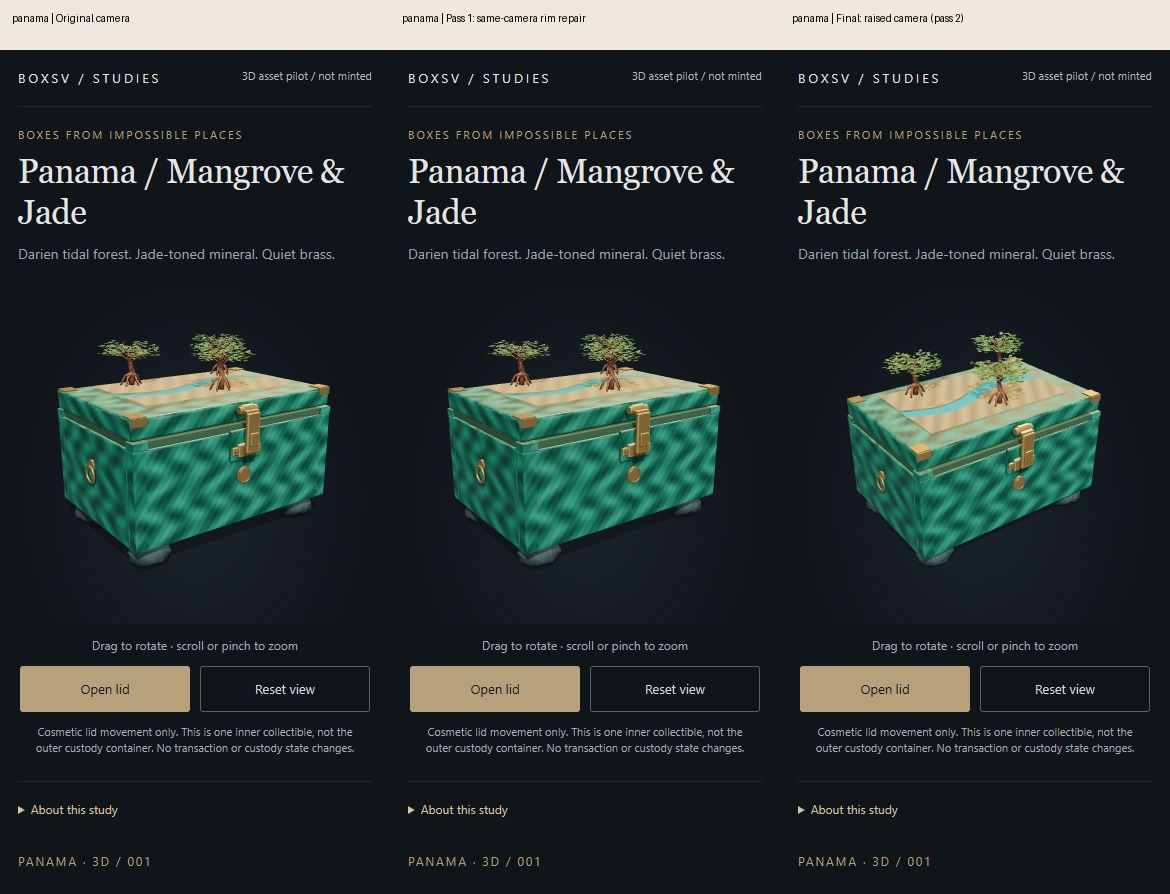 panama | Original camera
BOXSV / STUDIES
3D asset pilot / not minted
BOXES FROM IMPOSSIBLE PLACES
Panama / Mangrove &
Jade
Darien tidal forest. Jade-toned mineral. Quiet brass.
Drag to rotate · scroll or pinch to zoom
Open lid
Reset view
Cosmetic lid movement only. This is one inner collectible, not the
outer custody container. No transaction or custody state changes.
About this study
PANAMA · 3D / 001
panama | Pass 1: same-camera rim repair
BOXSV / STUDIES
3D asset pilot / not minted
BOXES FROM IMPOSSIBLE PLACES
Panama / Mangrove &
Jade
Darien tidal forest. Jade-toned mineral. Quiet brass.
Drag to rotate · scroll or pinch to zoom
Open lid
Reset view
Cosmetic lid movement only. This is one inner collectible, not the
outer custody container. No transaction or custody state changes.
About this study
PANAMA · 3D / 001
panama | Final: raised camera (pass 2)
BOXSV / STUDIES
3D asset pilot / not minted
BOXES FROM IMPOSSIBLE PLACES
Panama / Mangrove &
Jade
Darien tidal forest. Jade-toned mineral. Quiet brass.
Drag to rotate · scroll or pinch to zoom
Open lid
Reset view
Cosmetic lid movement only. This is one inner collectible, not the
outer custody container. No transaction or custody state changes.
About this study
PANAMA · 3D / 001